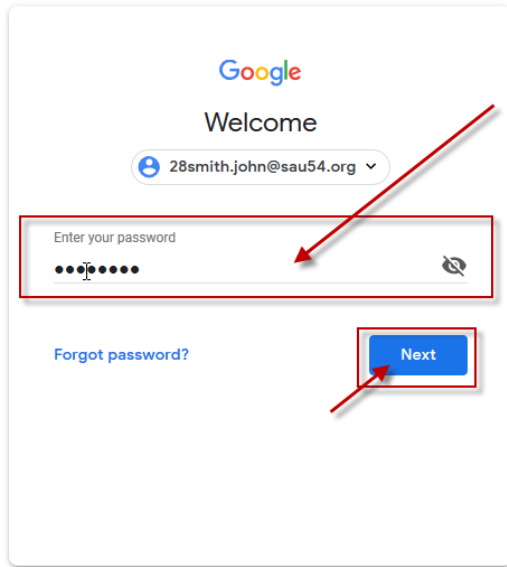 Google
Welcome
28smith.john@sau54.org
Enter your password
••••••••
Forgot password?
Next